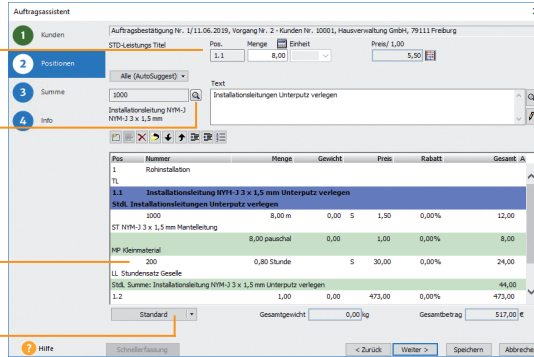 Auftragsassistent
Auftragsbestätigung Nr. 1/11.06.2019, Vorgang Nr. 2 - Kunden Nr. 10001, Hausverwaltung GmbH, 79111 Freiburg
1 Kunden
2 Positionen
3 Summe
4 Info
STD-Leistungs Titel Pos. Menge Einheit Preis/ 1,00
1.1 8,00 5,50
Alle (AutoSuggest)
Text
1000 Installationsleitungen Unterputz verlegen
Installationsleitung NYM-J
NYM-J 3 x 1,5 mm
Pos Nummer Menge Gewicht Preis Rabatt Gesamt A
1 Rohinstallation
TL
1.1 Installationsleitung NYM-J 3 x 1,5 mm Unterputz verlegen
StdL Installationsleitungen Unterputz verlegen
1000 8,00 m 0,00 S 1,50 0,00% 12,00
ST NYM-J 3 x 1,5 mm Mantelleitung
8,00 pauschal 0,00 1,00 0,00% 8,00
MP Kleinmaterial
200 0,80 Stunde S 30,00 0,00% 24,00
LL Stundensatz Geselle
StdL Summe: Installationsleitung NYM-J 3 x 1,5 mm Unterputz verlegen 44,00
1.2 1,00 0,00 473,00 0,00% 473,00
Standard Gesamtgewicht 0,00 kg Gesamtbetrag 517,00 €
Hilfe Schnellerfassung < Zurück Weiter > Speichern Abbreche